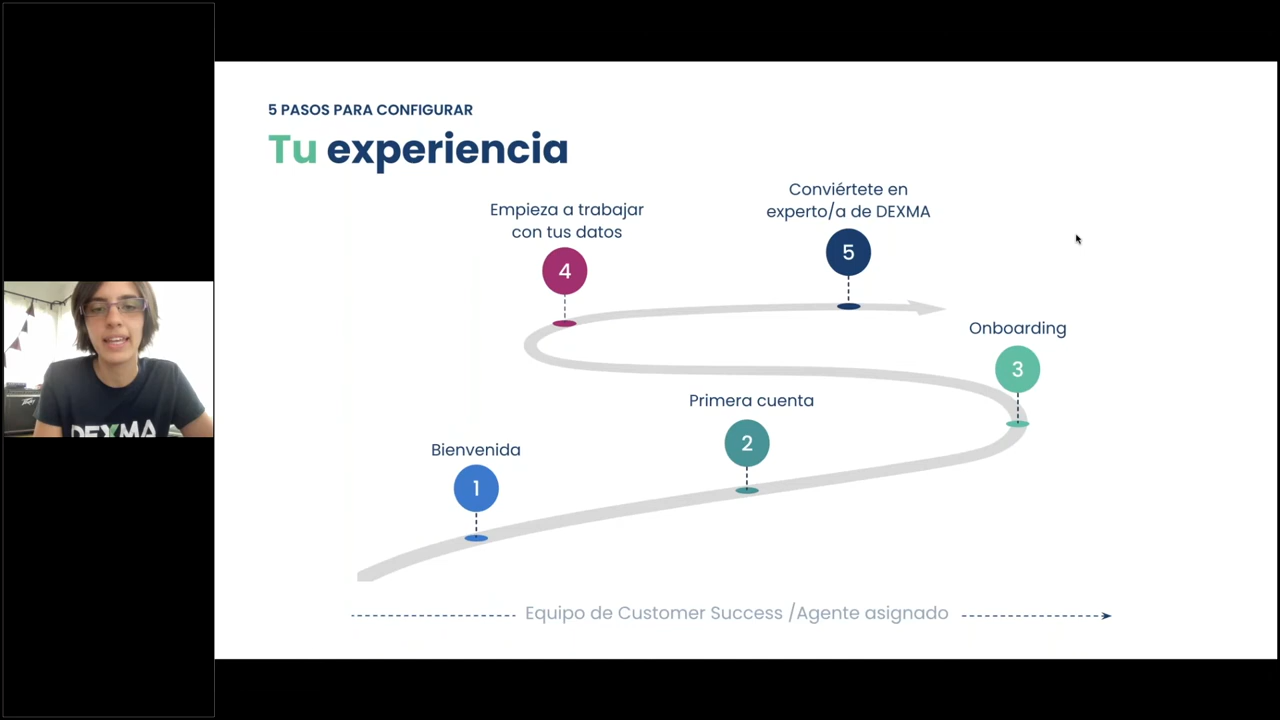 5 PASOS PARA CONFIGURAR
Tu experiencia
Conviértete en
experto/a de DEXMA
5
Empieza a trabajar
con tus datos
4
Onboarding
3
Primera cuenta
2
Bienvenida
1
Equipo de Customer Success /Agente asignado
DEXMA